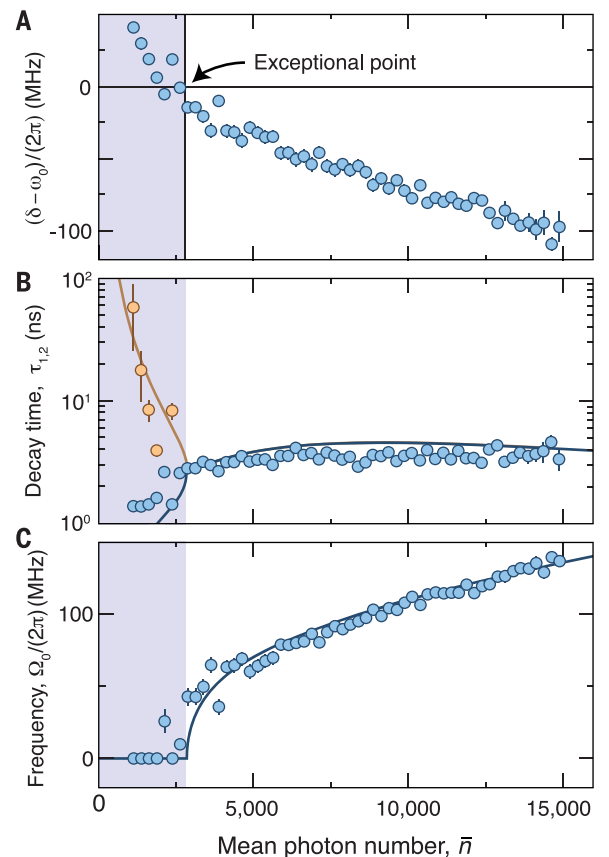 A
(δ–ω₀)/(2π) (MHz)
0
-100
Exceptional point
B
Decay time, τ₁,₂ (ns)
10²
10¹
10⁰
C
Frequency, Ω₀/(2π) (MHz)
100
0
0 5,000 10,000 15,000
Mean photon number, n̄